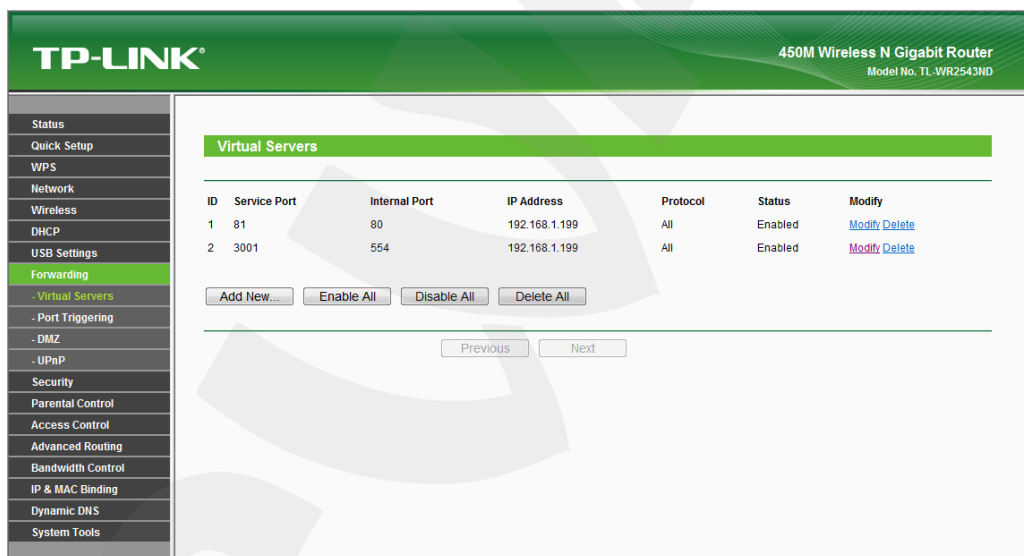 TP-LINK®
450M Wireless N Gigabit Router
Model No. TL-WR2543ND
Status
Quick Setup
WPS
Network
Wireless
DHCP
USB Settings
Forwarding
- Virtual Servers
- Port Triggering
- DMZ
- UPnP
Security
Parental Control
Access Control
Advanced Routing
Bandwidth Control
IP & MAC Binding
Dynamic DNS
System Tools
Virtual Servers
ID Service Port Internal Port IP Address Protocol Status Modify
1 81 80 192.168.1.199 All Enabled Modify Delete
2 3001 554 192.168.1.199 All Enabled Modify Delete
Add New... Enable All Disable All Delete All
Previous Next